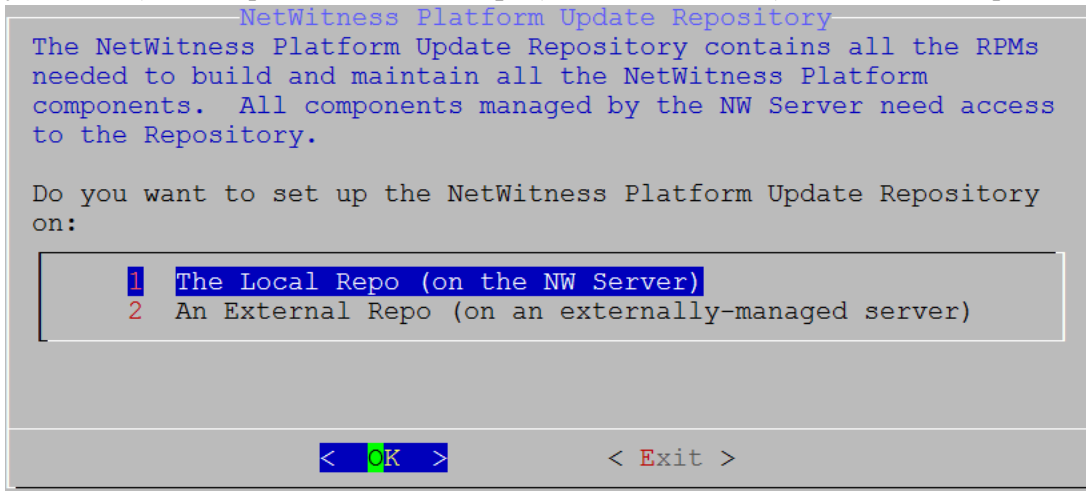 NetWitness Platform Update Repository
The NetWitness Platform Update Repository contains all the RPMs
needed to build and maintain all the NetWitness Platform
components.  All components managed by the NW Server need access
to the Repository.
Do you want to set up the NetWitness Platform Update Repository
on:
1  The Local Repo (on the NW Server)
2  An External Repo (on an externally-managed server)
<  OK  >          < Exit >